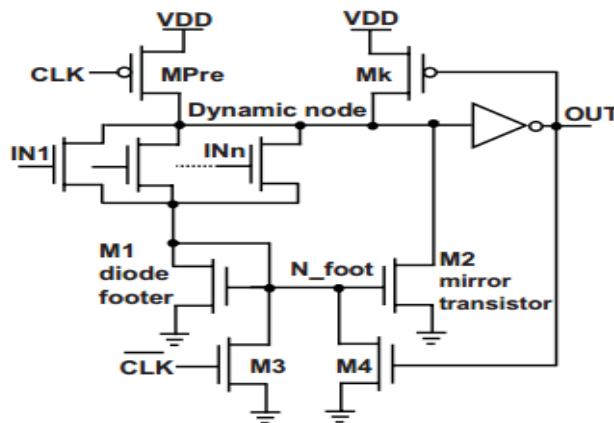 VDD VDD
CLK MPre Mk
Dynamic node
OUT
IN1 INn
M1
diode
footer
N_foot
M2
mirror
transistor
CLK M3 M4